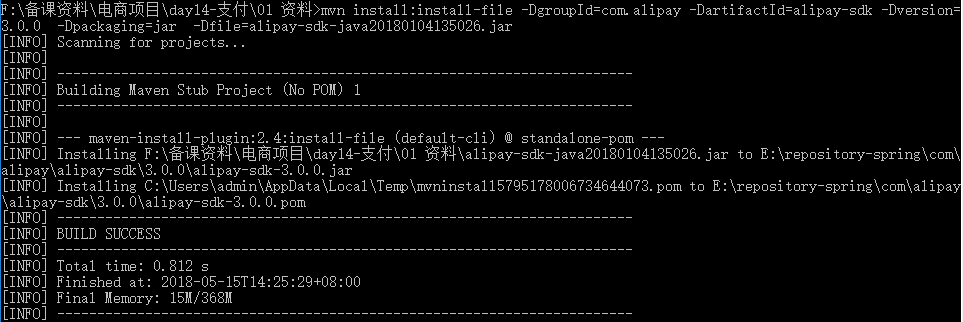 F:\备课资料\电商项目\day14-支付\01 资料>mvn install:install-file -DgroupId=com.alipay -DartifactId=alipay-sdk -Dversion=
3.0.0  -Dpackaging=jar  -Dfile=alipay-sdk-java20180104135026.jar
[INFO] Scanning for projects...
[INFO]
[INFO] ------------------------------------------------------------------------
[INFO] Building Maven Stub Project (No POM) 1
[INFO] ------------------------------------------------------------------------
[INFO]
[INFO] --- maven-install-plugin:2.4:install-file (default-cli) @ standalone-pom ---
[INFO] Installing F:\备课资料\电商项目\day14-支付\01 资料\alipay-sdk-java20180104135026.jar to E:\repository-spring\com\
alipay\alipay-sdk\3.0.0\alipay-sdk-3.0.0.jar
[INFO] Installing C:\Users\admin\AppData\Local\Temp\mvninstall579517800673464​4073.pom to E:\repository-spring\com\alipay
\alipay-sdk\3.0.0\alipay-sdk-3.0.0.pom
[INFO] ------------------------------------------------------------------------
[INFO] BUILD SUCCESS
[INFO] ------------------------------------------------------------------------
[INFO] Total time: 0.812 s
[INFO] Finished at: 2018-05-15T14:25:29+08:00
[INFO] Final Memory: 15M/368M
[INFO] ------------------------------------------------------------------------